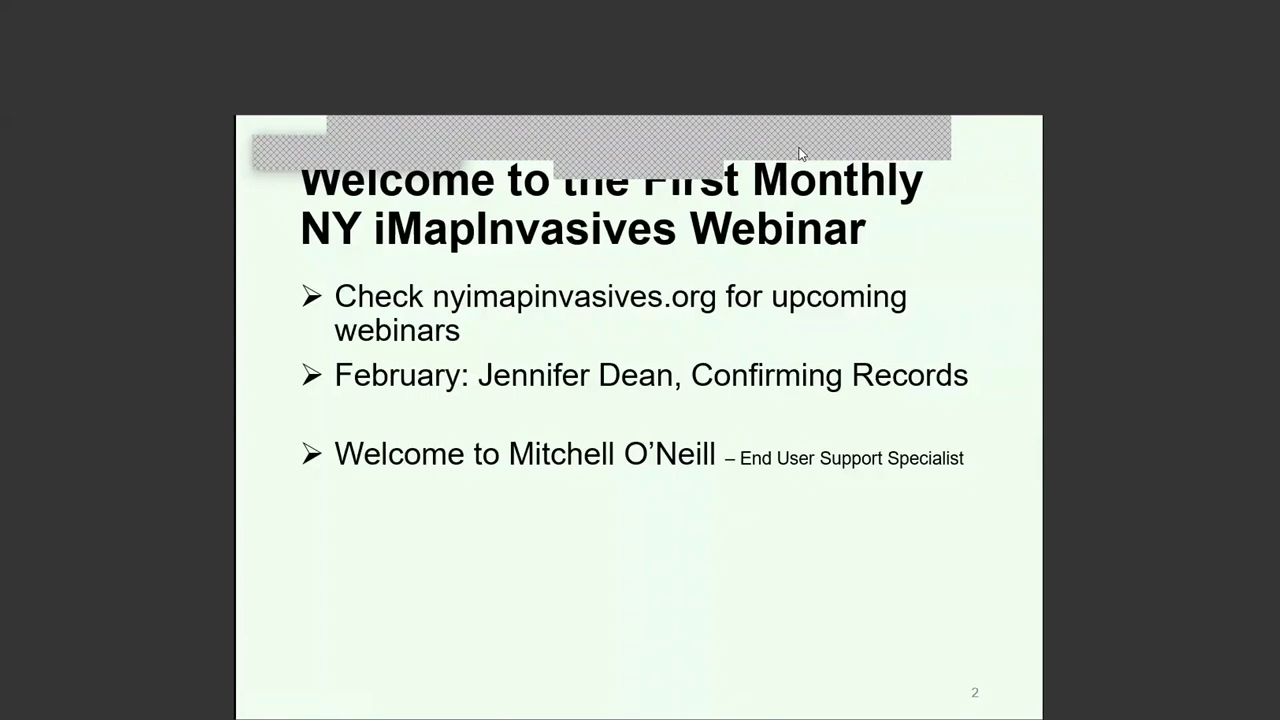 Welcome to the First Monthly
NY iMapInvasives Webinar
➢ Check nyimapinvasives.org for upcoming
webinars
➢ February: Jennifer Dean, Confirming Records
➢ Welcome to Mitchell O’Neill – End User Support Specialist
2